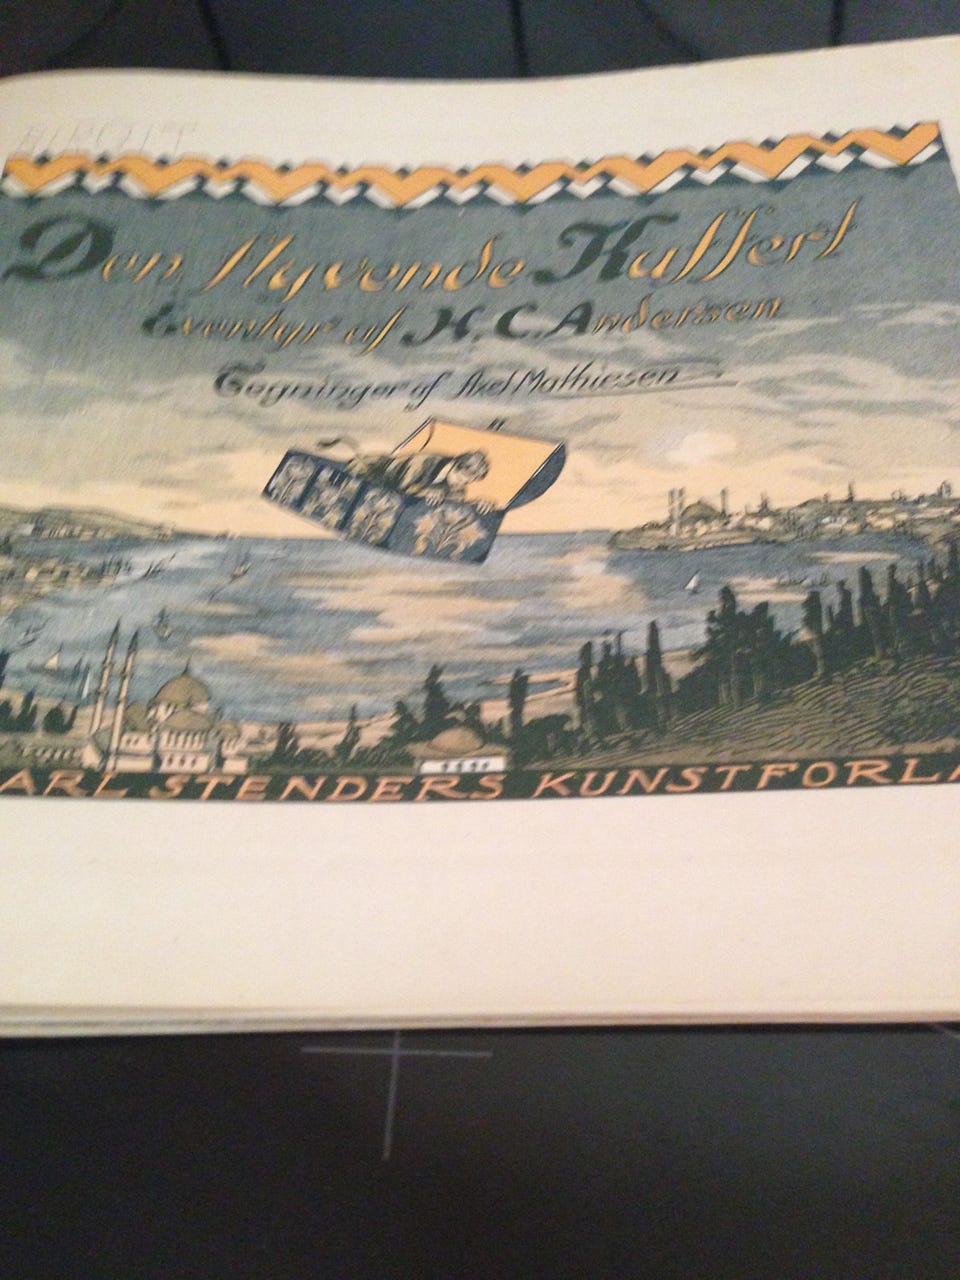 Den flyvende Kuffert
Eventyr af H.C.Andersen
Tegninger af Axel Mathiesen
ARL STENDERS KUNSTFORLA